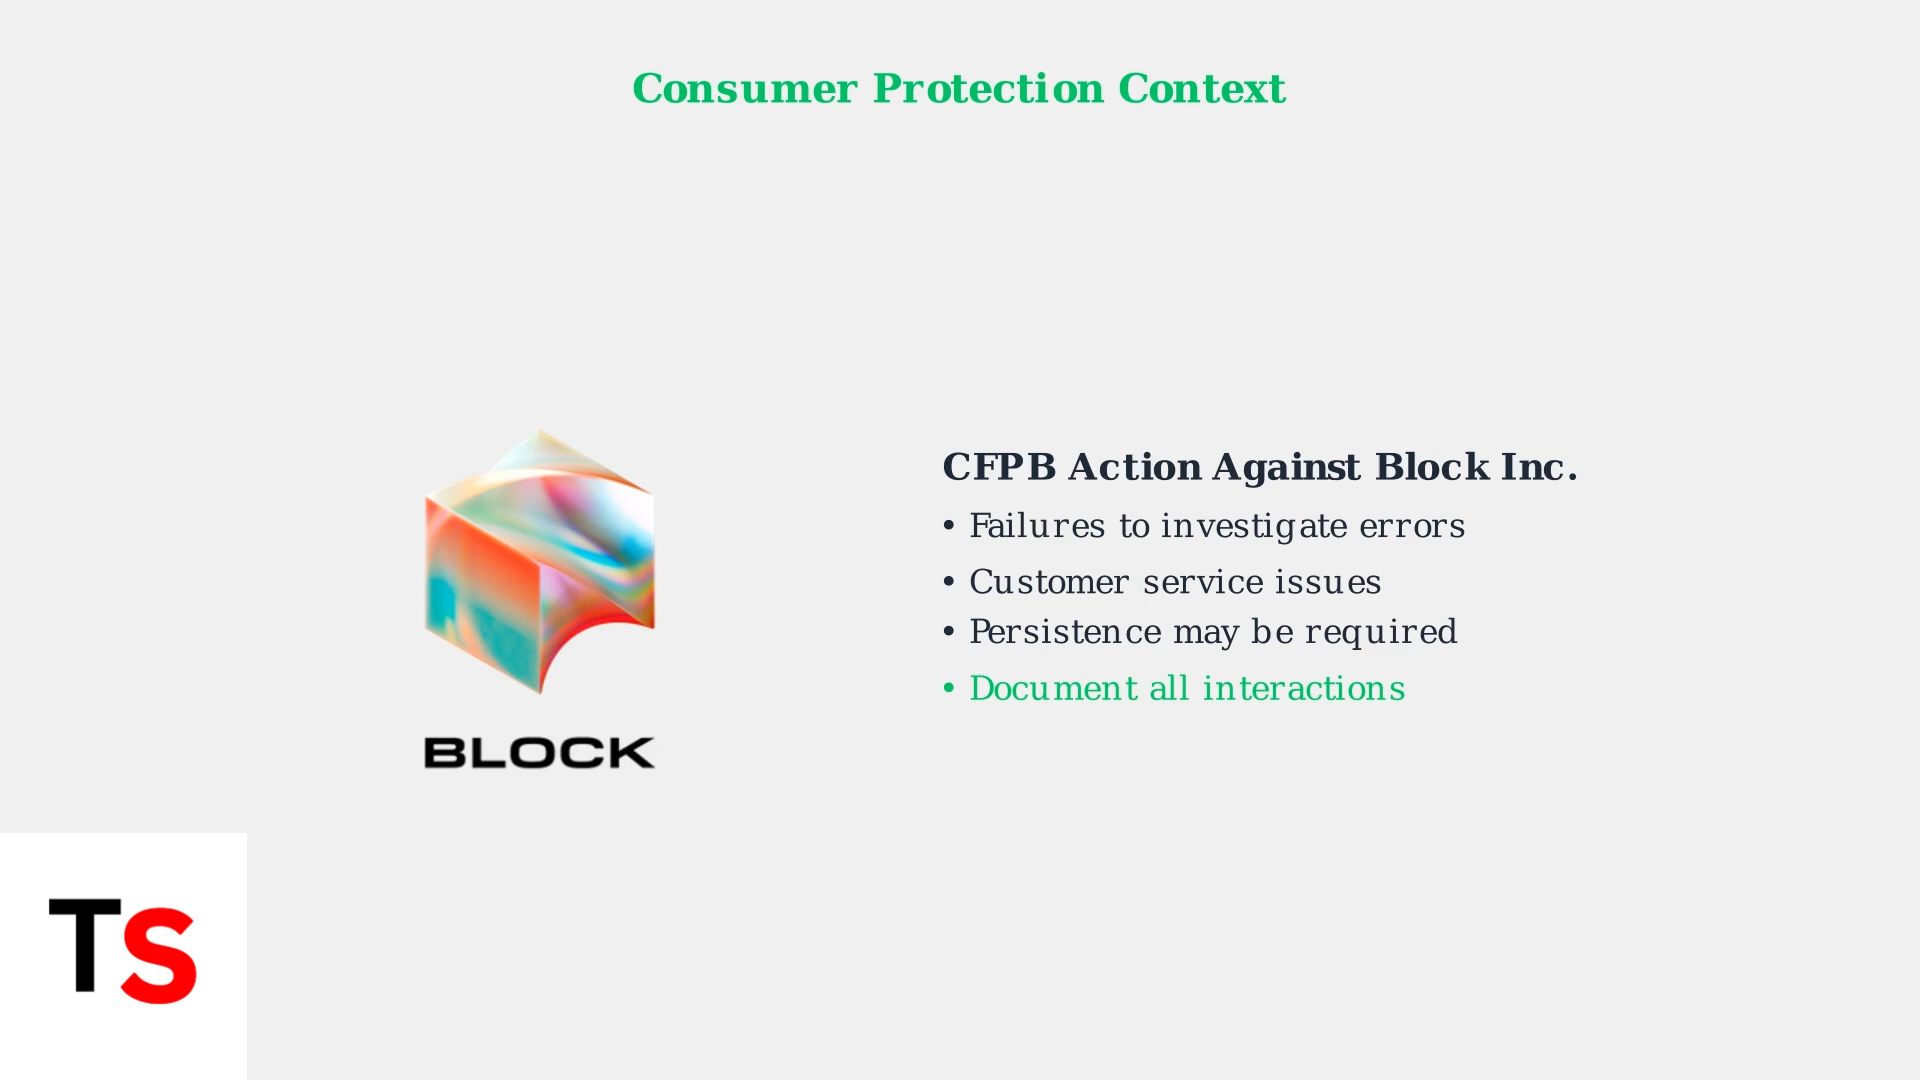 Consumer Protection Context
CFPB Action Against Block Inc.
• Failures to investigate errors
• Customer service issues
• Persistence may be required
• Document all interactions
BLOCK
TS